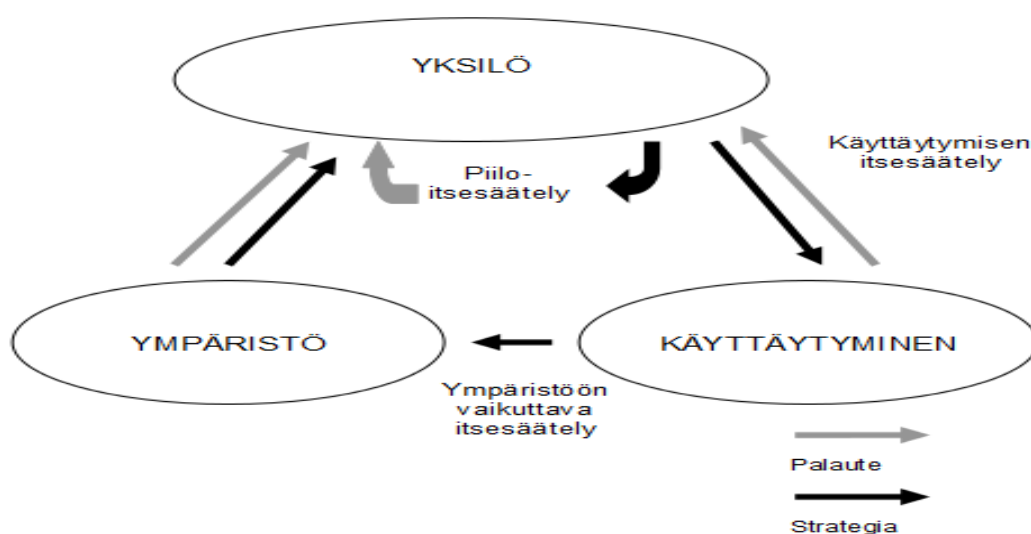 YKSILÖ
Käyttäytymisen
itsesäätely
Piilo-
itsesäätely
YMPÄRISTÖ
KÄYTTÄYTYMINEN
Ympäristöön
vaikuttava
itsesäätely
Palaute
Strategia